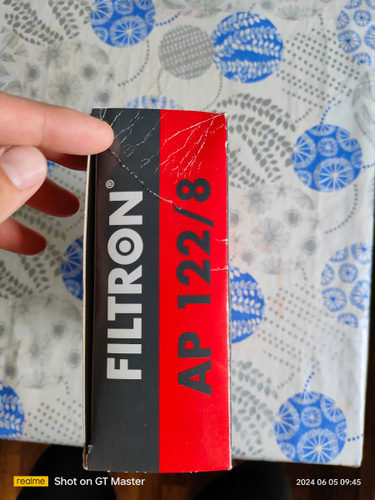 FILTRON®
AP 122/8
realme Shot on GT Master
2024 06 05 09:45